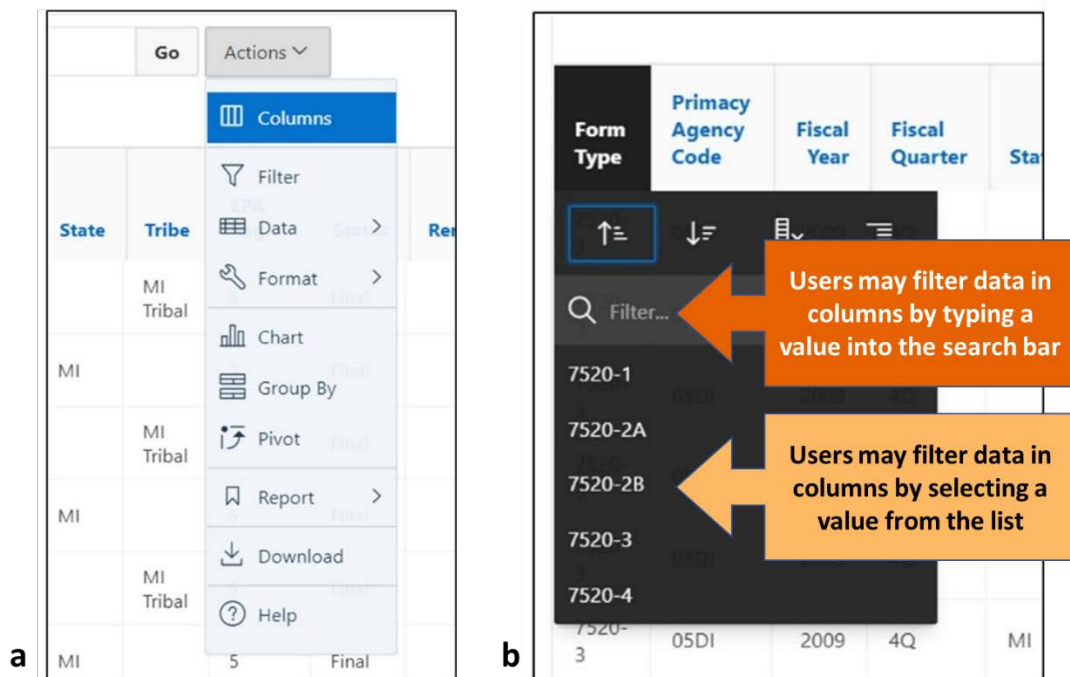 Go
Actions
Columns
Filter
Data
Format
Chart
Group By
Pivot
Report
Download
Help
State
Tribe
MI
Tribal
MI
MI
Tribal
MI
MI
Tribal
MI
5
Final
a
Form
Type
Primacy
Agency
Code
Fiscal
Year
Fiscal
Quarter
Filter...
7520-1
7520-2A
7520-2B
7520-3
7520-4
7520-
3
05DI
2009
4Q
MI
Users may filter data in
columns by typing a
value into the search bar
Users may filter data in
columns by selecting a
value from the list
b